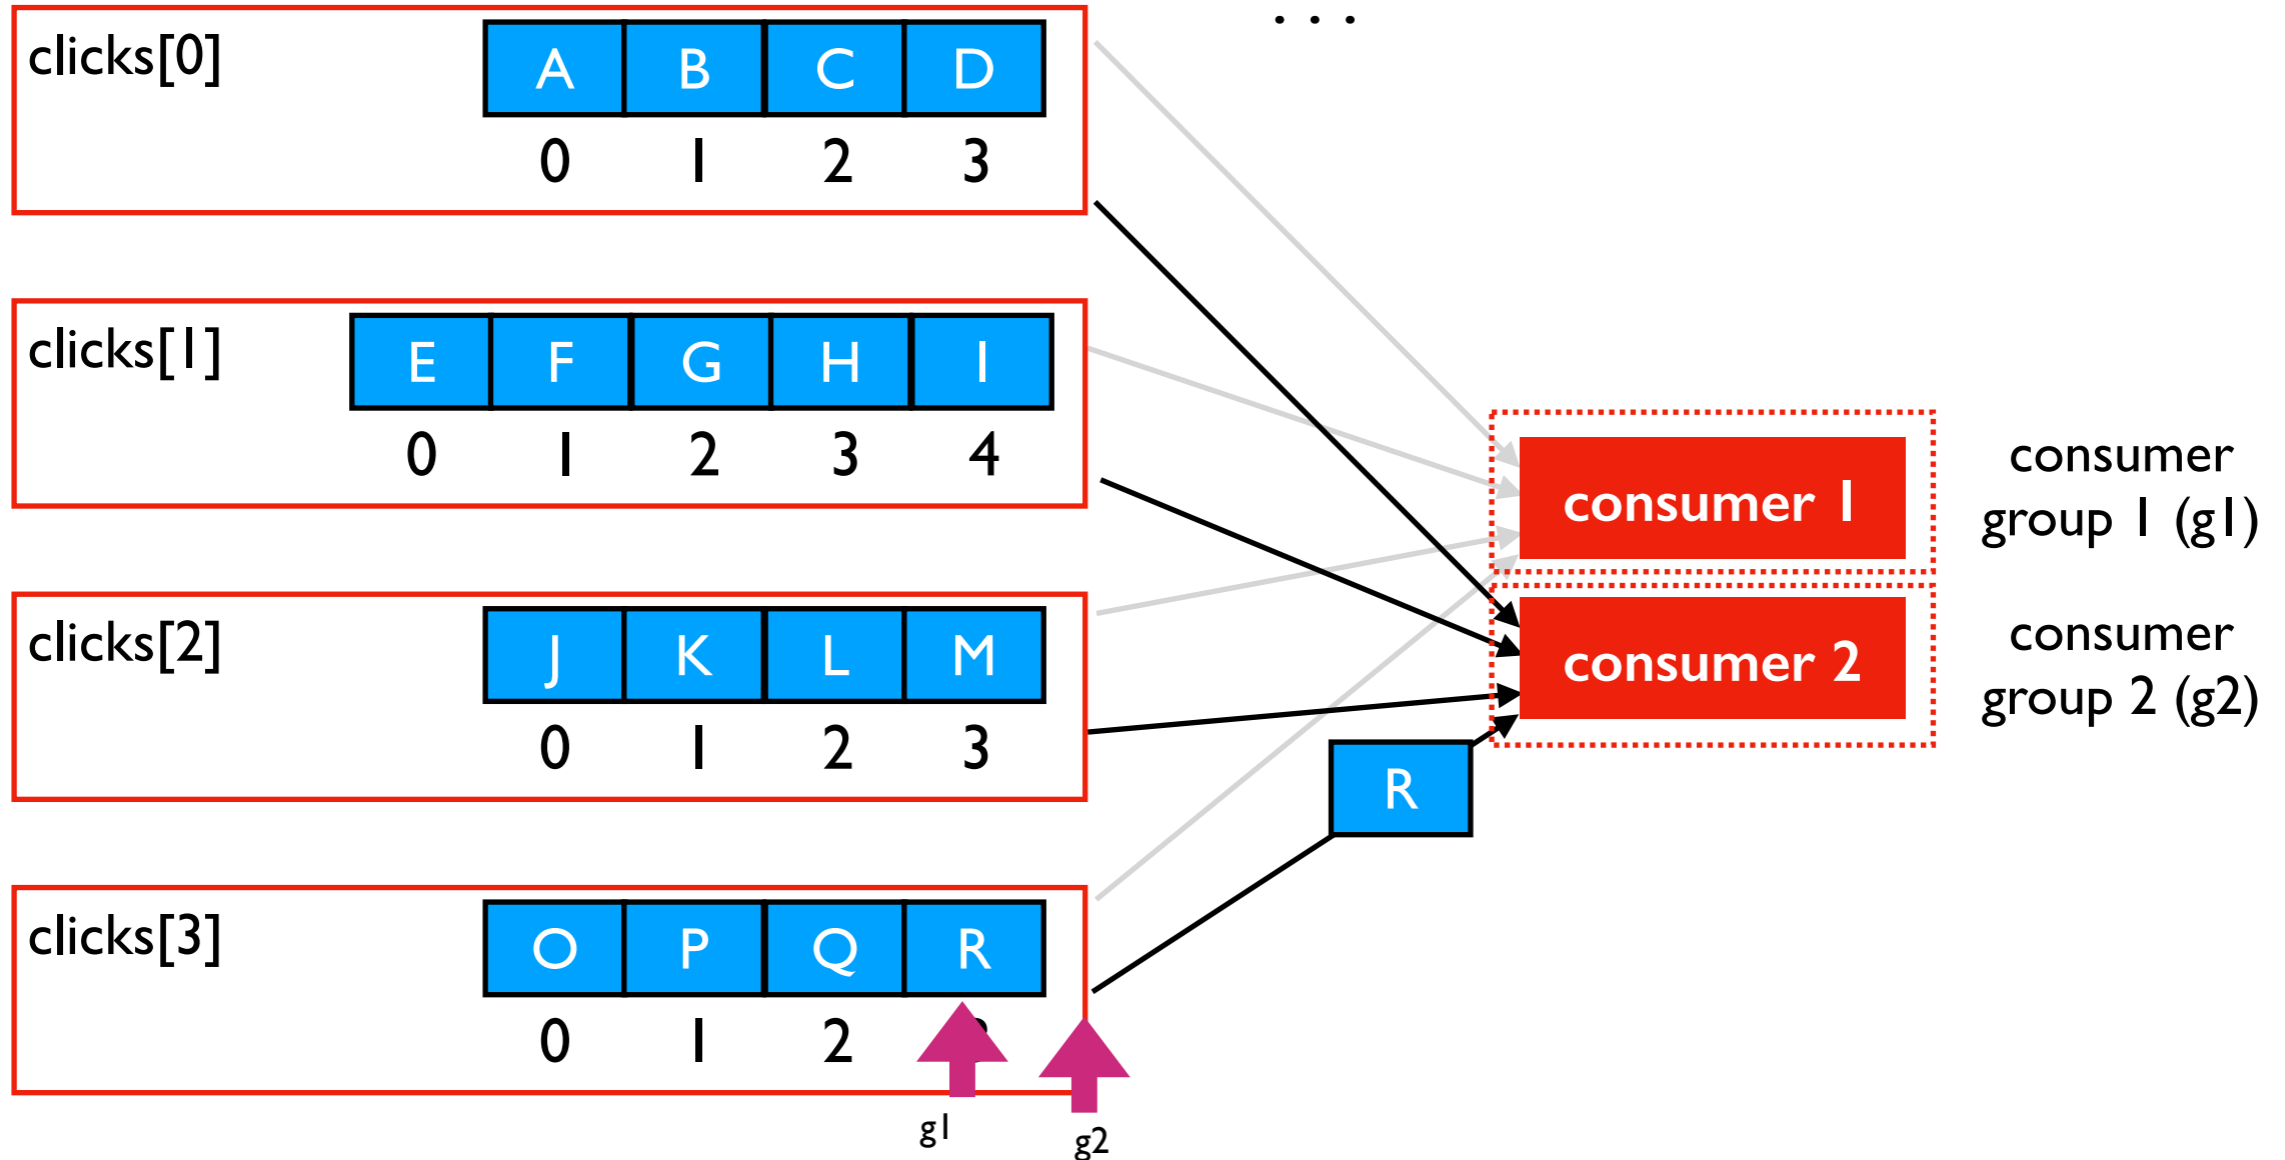 . . .
clicks[0]
A B C D
0 1 2 3
clicks[1]
E F G H I
0 1 2 3 4
consumer 1
consumer
group 1 (g1)
clicks[2]
J K L M
0 1 2 3
consumer 2
consumer
group 2 (g2)
R
clicks[3]
O P Q R
0 1 2
g1
g2